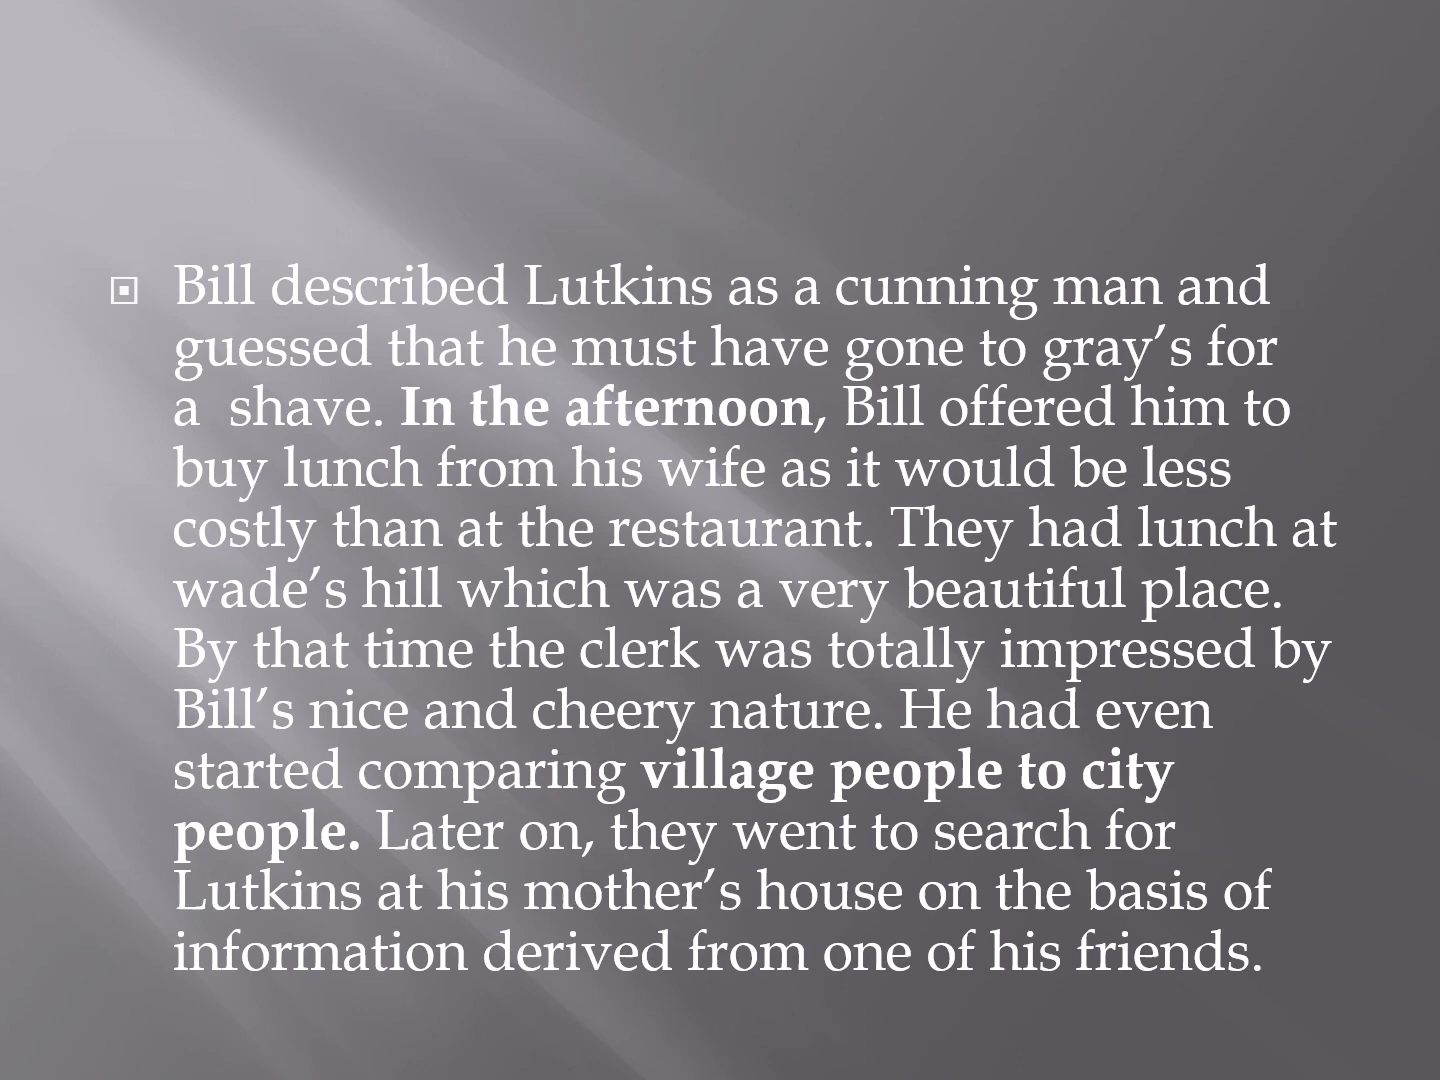 Bill described Lutkins as a cunning man and
guessed that he must have gone to gray’s for
a  shave. In the afternoon, Bill offered him to
buy lunch from his wife as it would be less
costly than at the restaurant. They had lunch at
wade’s hill which was a very beautiful place.
By that time the clerk was totally impressed by
Bill’s nice and cheery nature. He had even
started comparing village people to city
people. Later on, they went to search for
Lutkins at his mother’s house on the basis of
information derived from one of his friends.